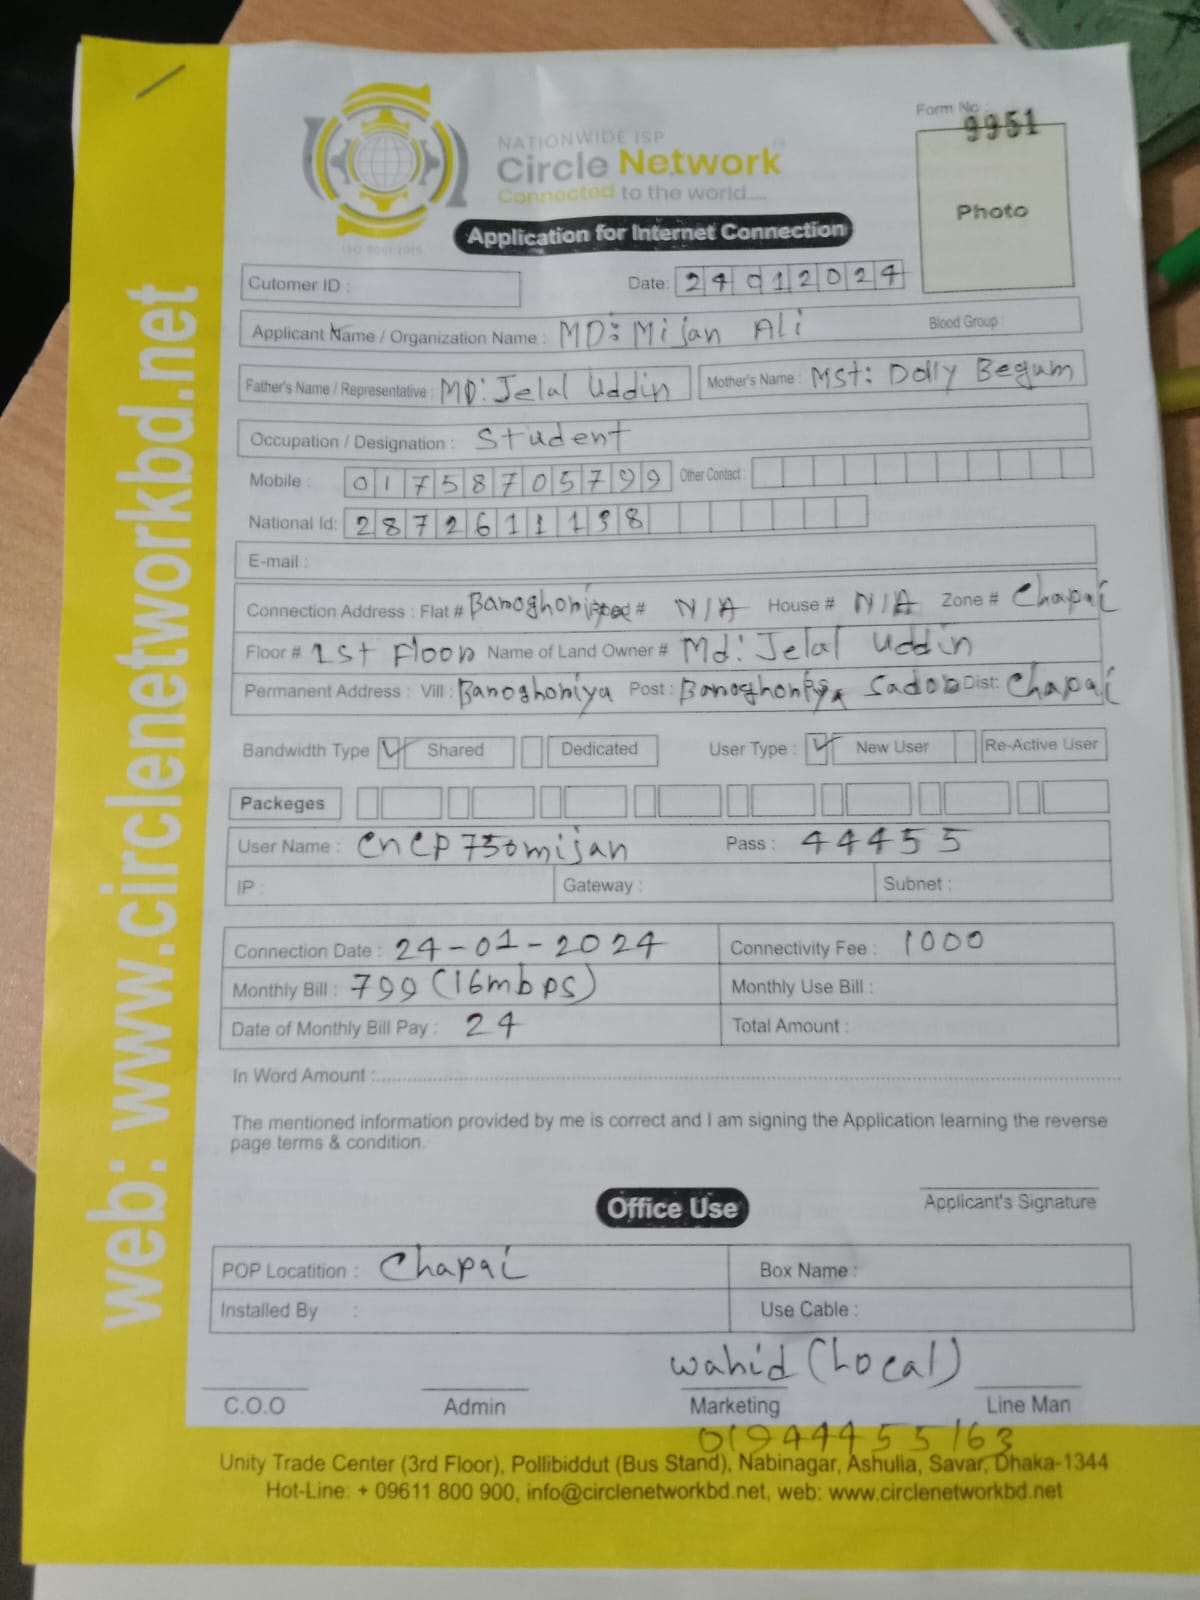 Form No
9951
NATIONWIDE ISP
Circle Network
Connected to the world.....
ISO 9001:2015
Photo
Application for Internet Connection
Cutomer ID :
Date: 24012024
Applicant Name / Organization Name : MD: Mijan Ali Blood Group :
Father's Name / Representative : MD: Jelal Uddin Mother's Name : MSt: Dolly Begum
Occupation / Designation : Student
Mobile : 01758705799 Other Contact :
National Id: 2872611138
E-mail :
Connection Address : Flat # Baroghoriya Road # N/A House # N/A Zone # Chapai
Floor # 1st Floor Name of Land Owner # Md: Jelal Uddin
Permanent Address : Vill : Baroghoriya Post : Baroghoriya Sador Dist: Chapai
Bandwidth Type Shared Dedicated User Type : New User Re-Active User
Packeges
User Name : cncp750mijan Pass : 44455
IP : Gateway : Subnet :
Connection Date : 24-01-2024 Connectivity Fee : 1000
Monthly Bill : 799 (16mbps) Monthly Use Bill :
Date of Monthly Bill Pay : 24 Total Amount :
In Word Amount :
The mentioned information provided by me is correct and I am signing the Application learning the reverse
page terms & condition.
Applicant's Signature
Office Use
POP Locatition : Chapai Box Name :
Installed By : Use Cable :
Wahid (Local)
C.O.O Admin Marketing Line Man
01944455163
Unity Trade Center (3rd Floor), Pollibiddut (Bus Stand), Nabinagar, Ashulia, Savar, Dhaka-1344
Hot-Line: + 09611 800 900, info@circlenetworkbd.net, web: www.circlenetworkbd.net
web: www.circlenetworkbd.net